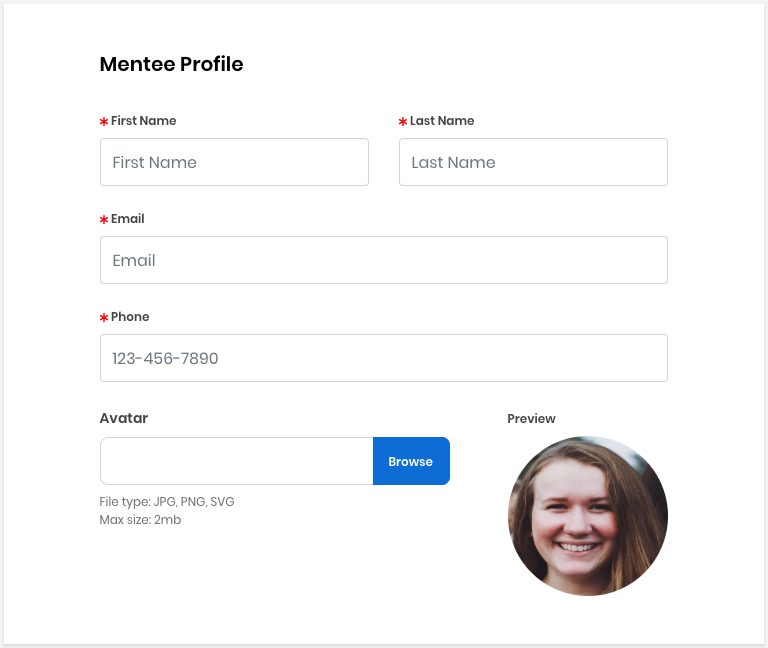 Mentee Profile
* First Name
* Last Name
First Name
Last Name
* Email
Email
* Phone
123-456-7890
Avatar
Preview
Browse
File type: JPG, PNG, SVG
Max size: 2mb